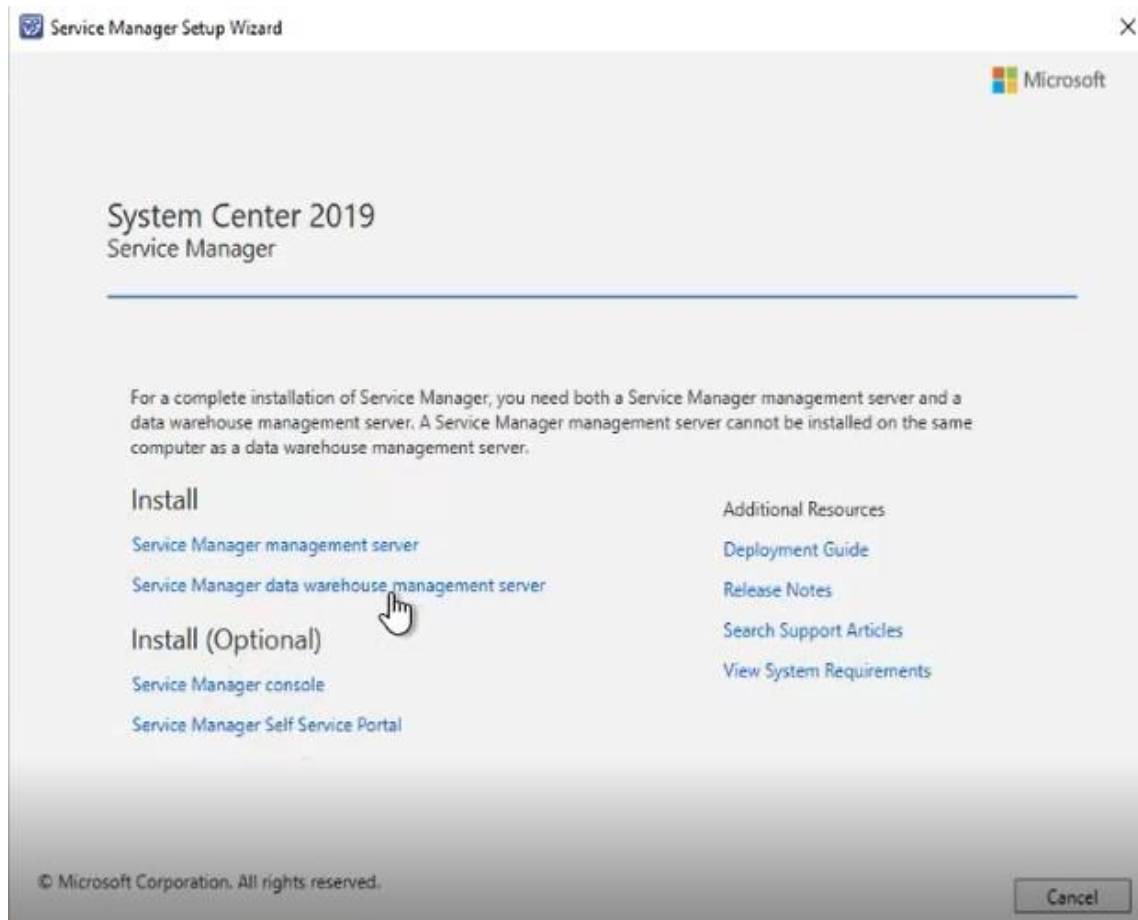 Service Manager Setup Wizard
Microsoft
System Center 2019
Service Manager
For a complete installation of Service Manager, you need both a Service Manager management server and a
data warehouse management server. A Service Manager management server cannot be installed on the same
computer as a data warehouse management server.
Install
Service Manager management server
Service Manager data warehouse management server
Install (Optional)
Service Manager console
Service Manager Self Service Portal
Additional Resources
Deployment Guide
Release Notes
Search Support Articles
View System Requirements
© Microsoft Corporation. All rights reserved.
Cancel